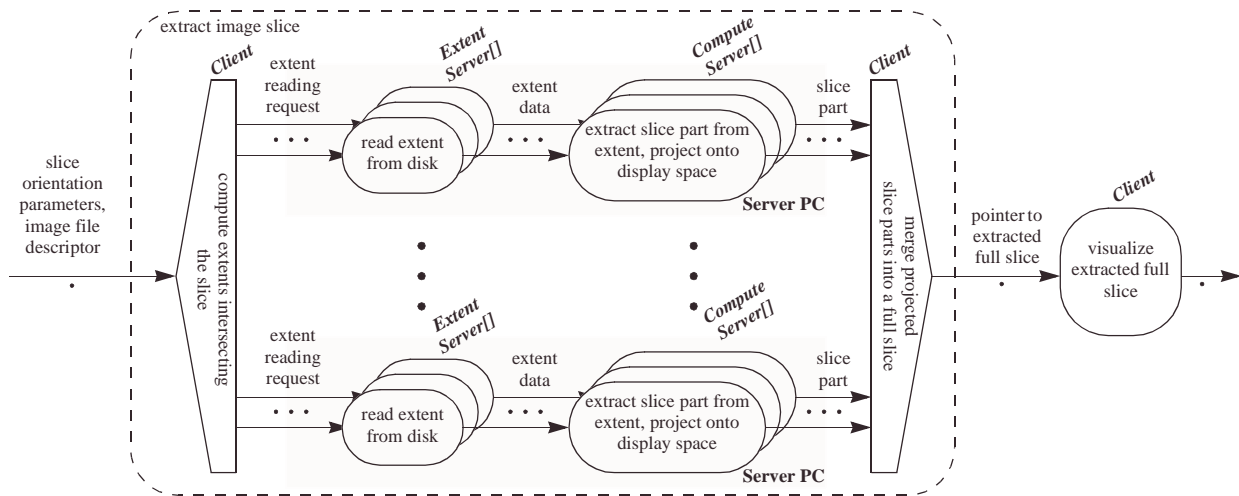 extract image slice
slice
orientation
parameters,
image file
descriptor
Client
compute extents intersecting
the slice
extent
reading
request
Extent
Server[]
read extent
from disk
extent
data
Compute
Server[]
extract slice part from
extent, project onto
display space
Server PC
slice
part
extent
reading
request
Extent
Server[]
read extent
from disk
extent
data
Compute
Server[]
extract slice part from
extent, project onto
display space
Server PC
slice
part
Client
merge projected
slice parts into a full slice
pointer to
extracted
full slice
Client
visualize
extracted full
slice